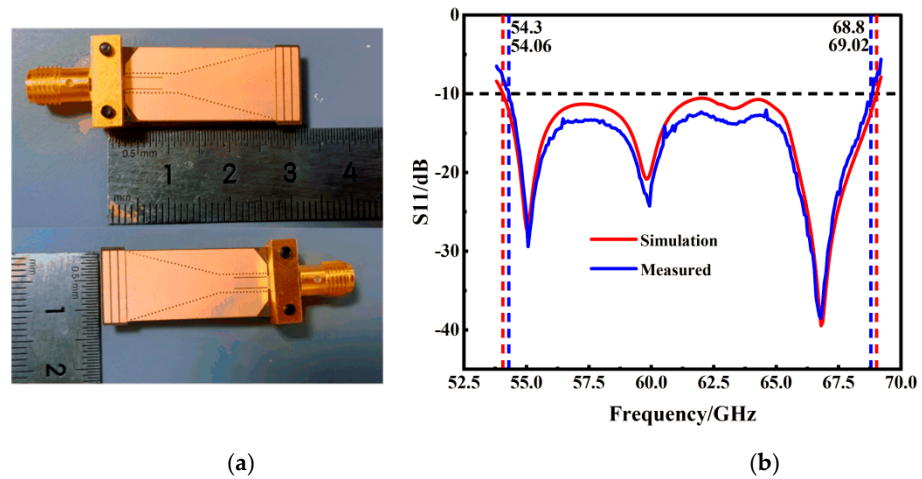 0.5 mm
1 2 3 4
mm
mm
0.5mm
1
2
0
-10
-20
-30
-40
S11/dB
54.3
54.06
68.8
69.02
Simulation
Measured
52.5 55.0 57.5 60.0 62.5 65.0 67.5 70.0
Frequency/GHz
(a)
(b)